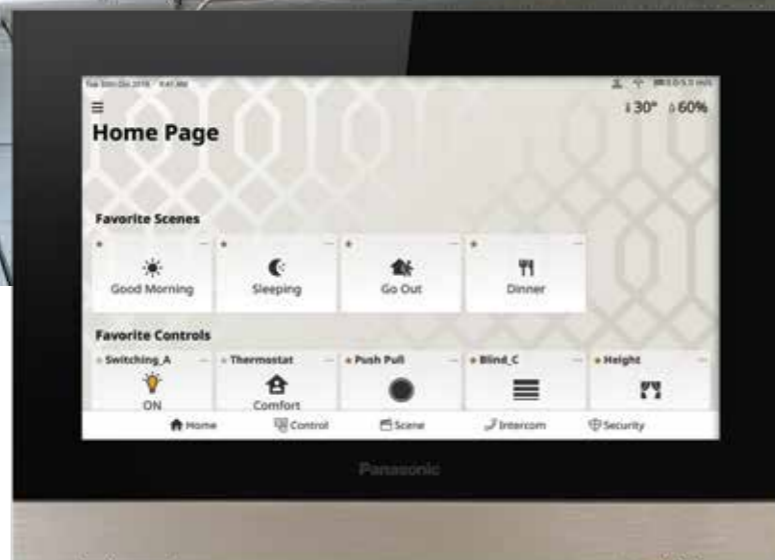 30° 60%
Home Page
Favorite Scenes
Good Morning Sleeping Go Out Dinner
Favorite Controls
Switching_A Thermostat Push Pull Blind_C Height
ON Comfort
Home Control Scene Intercom Security
Panasonic